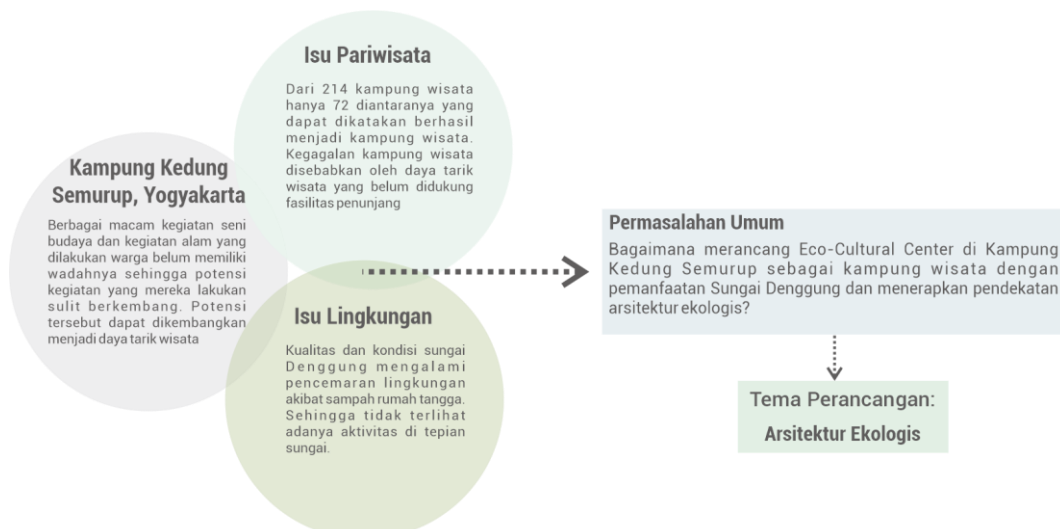 Isu Pariwisata
Dari 214 kampung wisata
hanya 72 diantaranya yang
dapat dikatakan berhasil
menjadi kampung wisata.
Kegagalan kampung wisata
disebabkan oleh daya tarik
wisata yang belum didukung
fasilitas penunjang
Kampung Kedung
Semurup, Yogyakarta
Berbagai macam kegiatan seni
budaya dan kegiatan alam yang
dilakukan warga belum memiliki
wadahnya sehingga potensi
kegiatan yang mereka lakukan
sulit berkembang. Potensi
tersebut dapat dikembangkan
menjadi daya tarik wisata
Isu Lingkungan
Kualitas dan kondisi sungai
Denggung mengalami
pencemaran lingkungan
akibat sampah rumah tangga.
Sehingga tidak terlihat
adanya aktivitas di tepian
sungai.
Permasalahan Umum
Bagaimana merancang Eco-Cultural Center di Kampung
Kedung Semurup sebagai kampung wisata dengan
pemanfaatan Sungai Denggung dan menerapkan pendekatan
arsitektur ekologis?
Tema Perancangan:
Arsitektur Ekologis